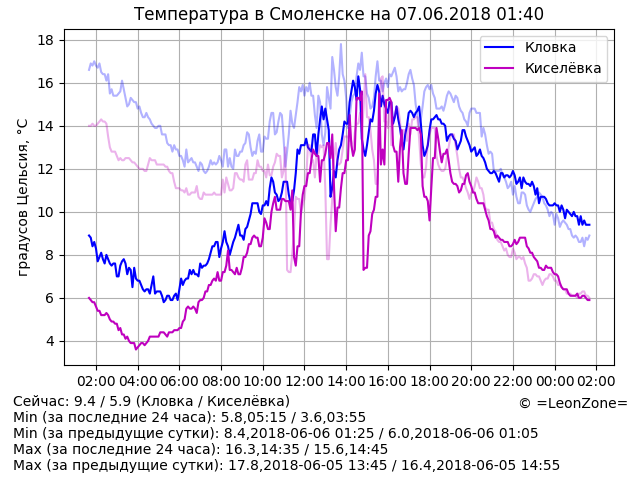 Температура в Смоленске на 07.06.2018 01:40
18
16
14
12
10
8
6
4
градусов Цельсия, °C
Кловка
Киселёвка
02:00 04:00 06:00 08:00 10:00 12:00 14:00 16:00 18:00 20:00 22:00 00:00 02:00
Сейчас: 9.4 / 5.9 (Кловка / Киселёвка)
© =LeonZone=
Min (за последние 24 часа): 5.8,05:15 / 3.6,03:55
Min (за предыдущие сутки): 8.4,2018-06-06 01:25 / 6.0,2018-06-06 01:05
Max (за последние 24 часа): 16.3,14:35 / 15.6,14:45
Max (за предыдущие сутки): 17.8,2018-06-05 13:45 / 16.4,2018-06-05 14:55